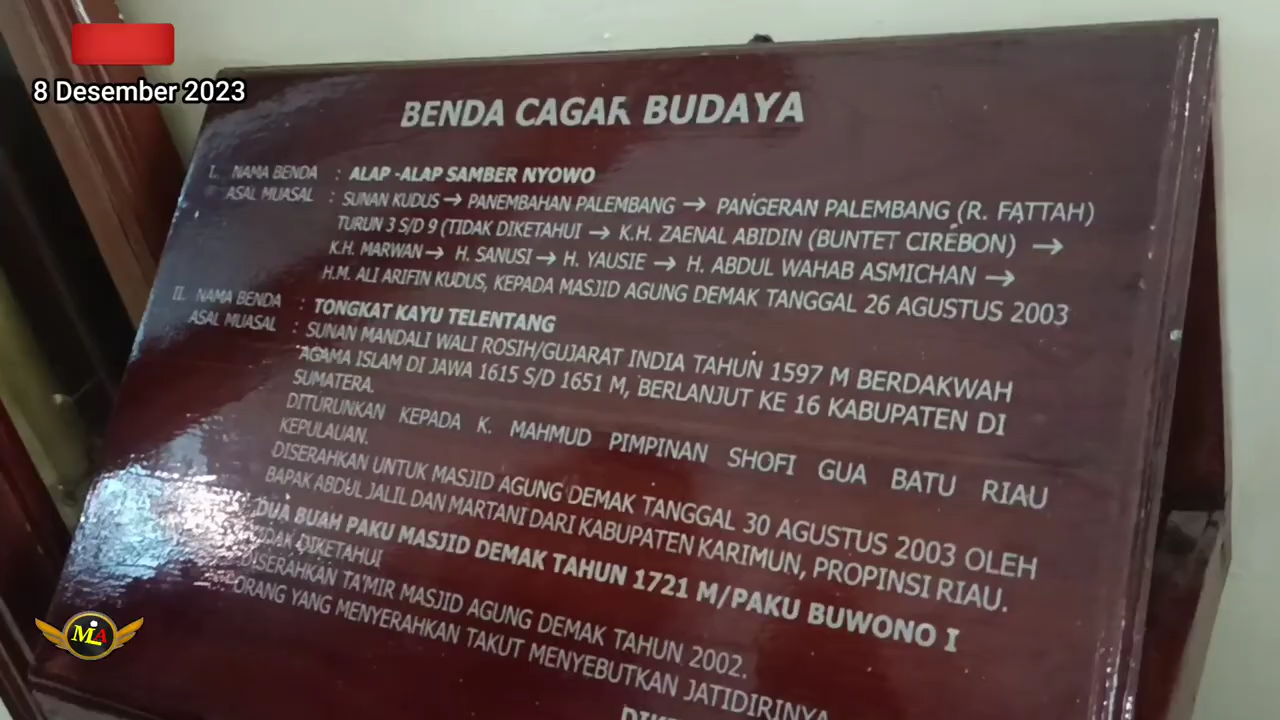 8 Desember 2023
BENDA CAGAR BUDAYA
I. NAMA BENDA : ALAP -ALAP SAMBER NYOWO
ASAL MUASAL : SUNAN KUDUS → PANEMBAHAN PALEMBANG → PANGERAN PALEMBANG (R. FATTAH)
TURUN 3 S/D 9 (TIDAK DIKETAHUI → K.H. ZAENAL ABIDIN (BUNTET CIREBON) →
K.H. MARWAN → H. SANUSI → H. YAUSIE → H. ABDUL WAHAB ASMICHAN →
H.M. ALI ARIFIN KUDUS, KEPADA MASJID AGUNG DEMAK TANGGAL 26 AGUSTUS 2003
II. NAMA BENDA : TONGKAT KAYU TELENTANG
ASAL MUASAL : SUNAN MANDALI WALI ROSIH/GUJARAT INDIA TAHUN 1597 M BERDAKWAH
AGAMA ISLAM DI JAWA 1615 S/D 1651 M, BERLANJUT KE 16 KABUPATEN DI
SUMATERA.
DITURUNKAN KEPADA K. MAHMUD PIMPINAN SHOFI GUA BATU RIAU
KEPULAUAN.
DISERAHKAN UNTUK MASJID AGUNG DEMAK TANGGAL 30 AGUSTUS 2003 OLEH
BAPAK ABDUL JALIL DAN MARTANI DARI KABUPATEN KARIMUN, PROPINSI RIAU.
DUA BUAH PAKU MASJID DEMAK TAHUN 1721 M/PAKU BUWONO I
TIDAK DIKETAHUI
DISERAHKAN TA'MIR MASJID AGUNG DEMAK TAHUN 2002.
ORANG YANG MENYERAHKAN TAKUT MENYEBUTKAN JATIDIRINYA
MLA